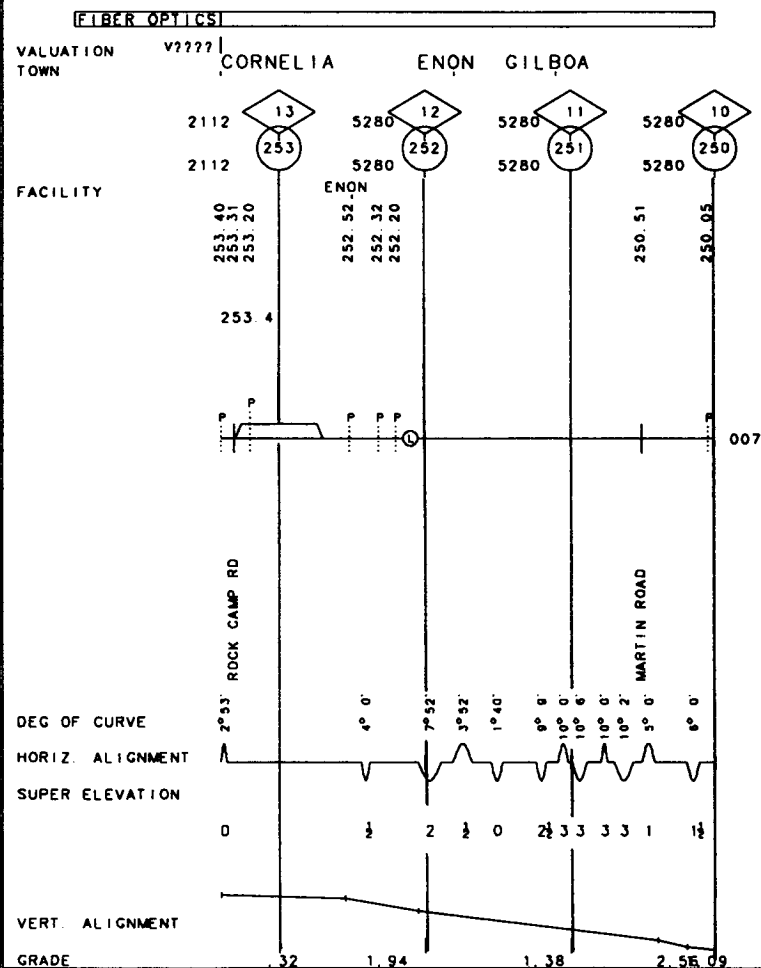 FIBER OPTICS
VALUATION V????
TOWN CORNELIA ENON GILBOA
13 12 11 10
2112 5280 5280 5280
253 252 251 250
2112 5280 5280 5280
FACILITY ENON
253.40 253.31 253.20 252.52 252.32 252.20 250.51 250.05
253.4
P P P P P P
L
007
ROCK CAMP RD MARTIN ROAD
DEG OF CURVE 2°53' 4° 0' 7°52' 3°52' 1°40' 9° 9' 10° 0' 10° 6' 10° 0' 10° 2' 5° 0' 6° 0'
HORIZ. ALIGNMENT
SUPER ELEVATION
0 ½ 2 ½ 0 2½ 3 3 3 3 1 1½
VERT. ALIGNMENT
GRADE .32 1.94 1.38 2.56 .09